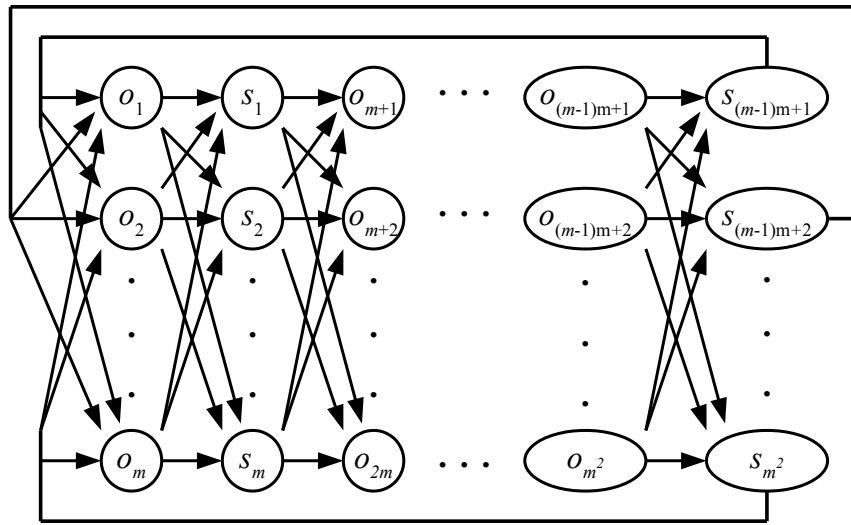 o₁ s₁ oₘ₊₁ · · · o₍ₘ₋₁₎ₘ₊₁ s₍ₘ₋₁₎ₘ₊₁
o₂ s₂ oₘ₊₂ · · · o₍ₘ₋₁₎ₘ₊₂ s₍ₘ₋₁₎ₘ₊₂
oₘ sₘ o₂ₘ · · · oₘ² sₘ²